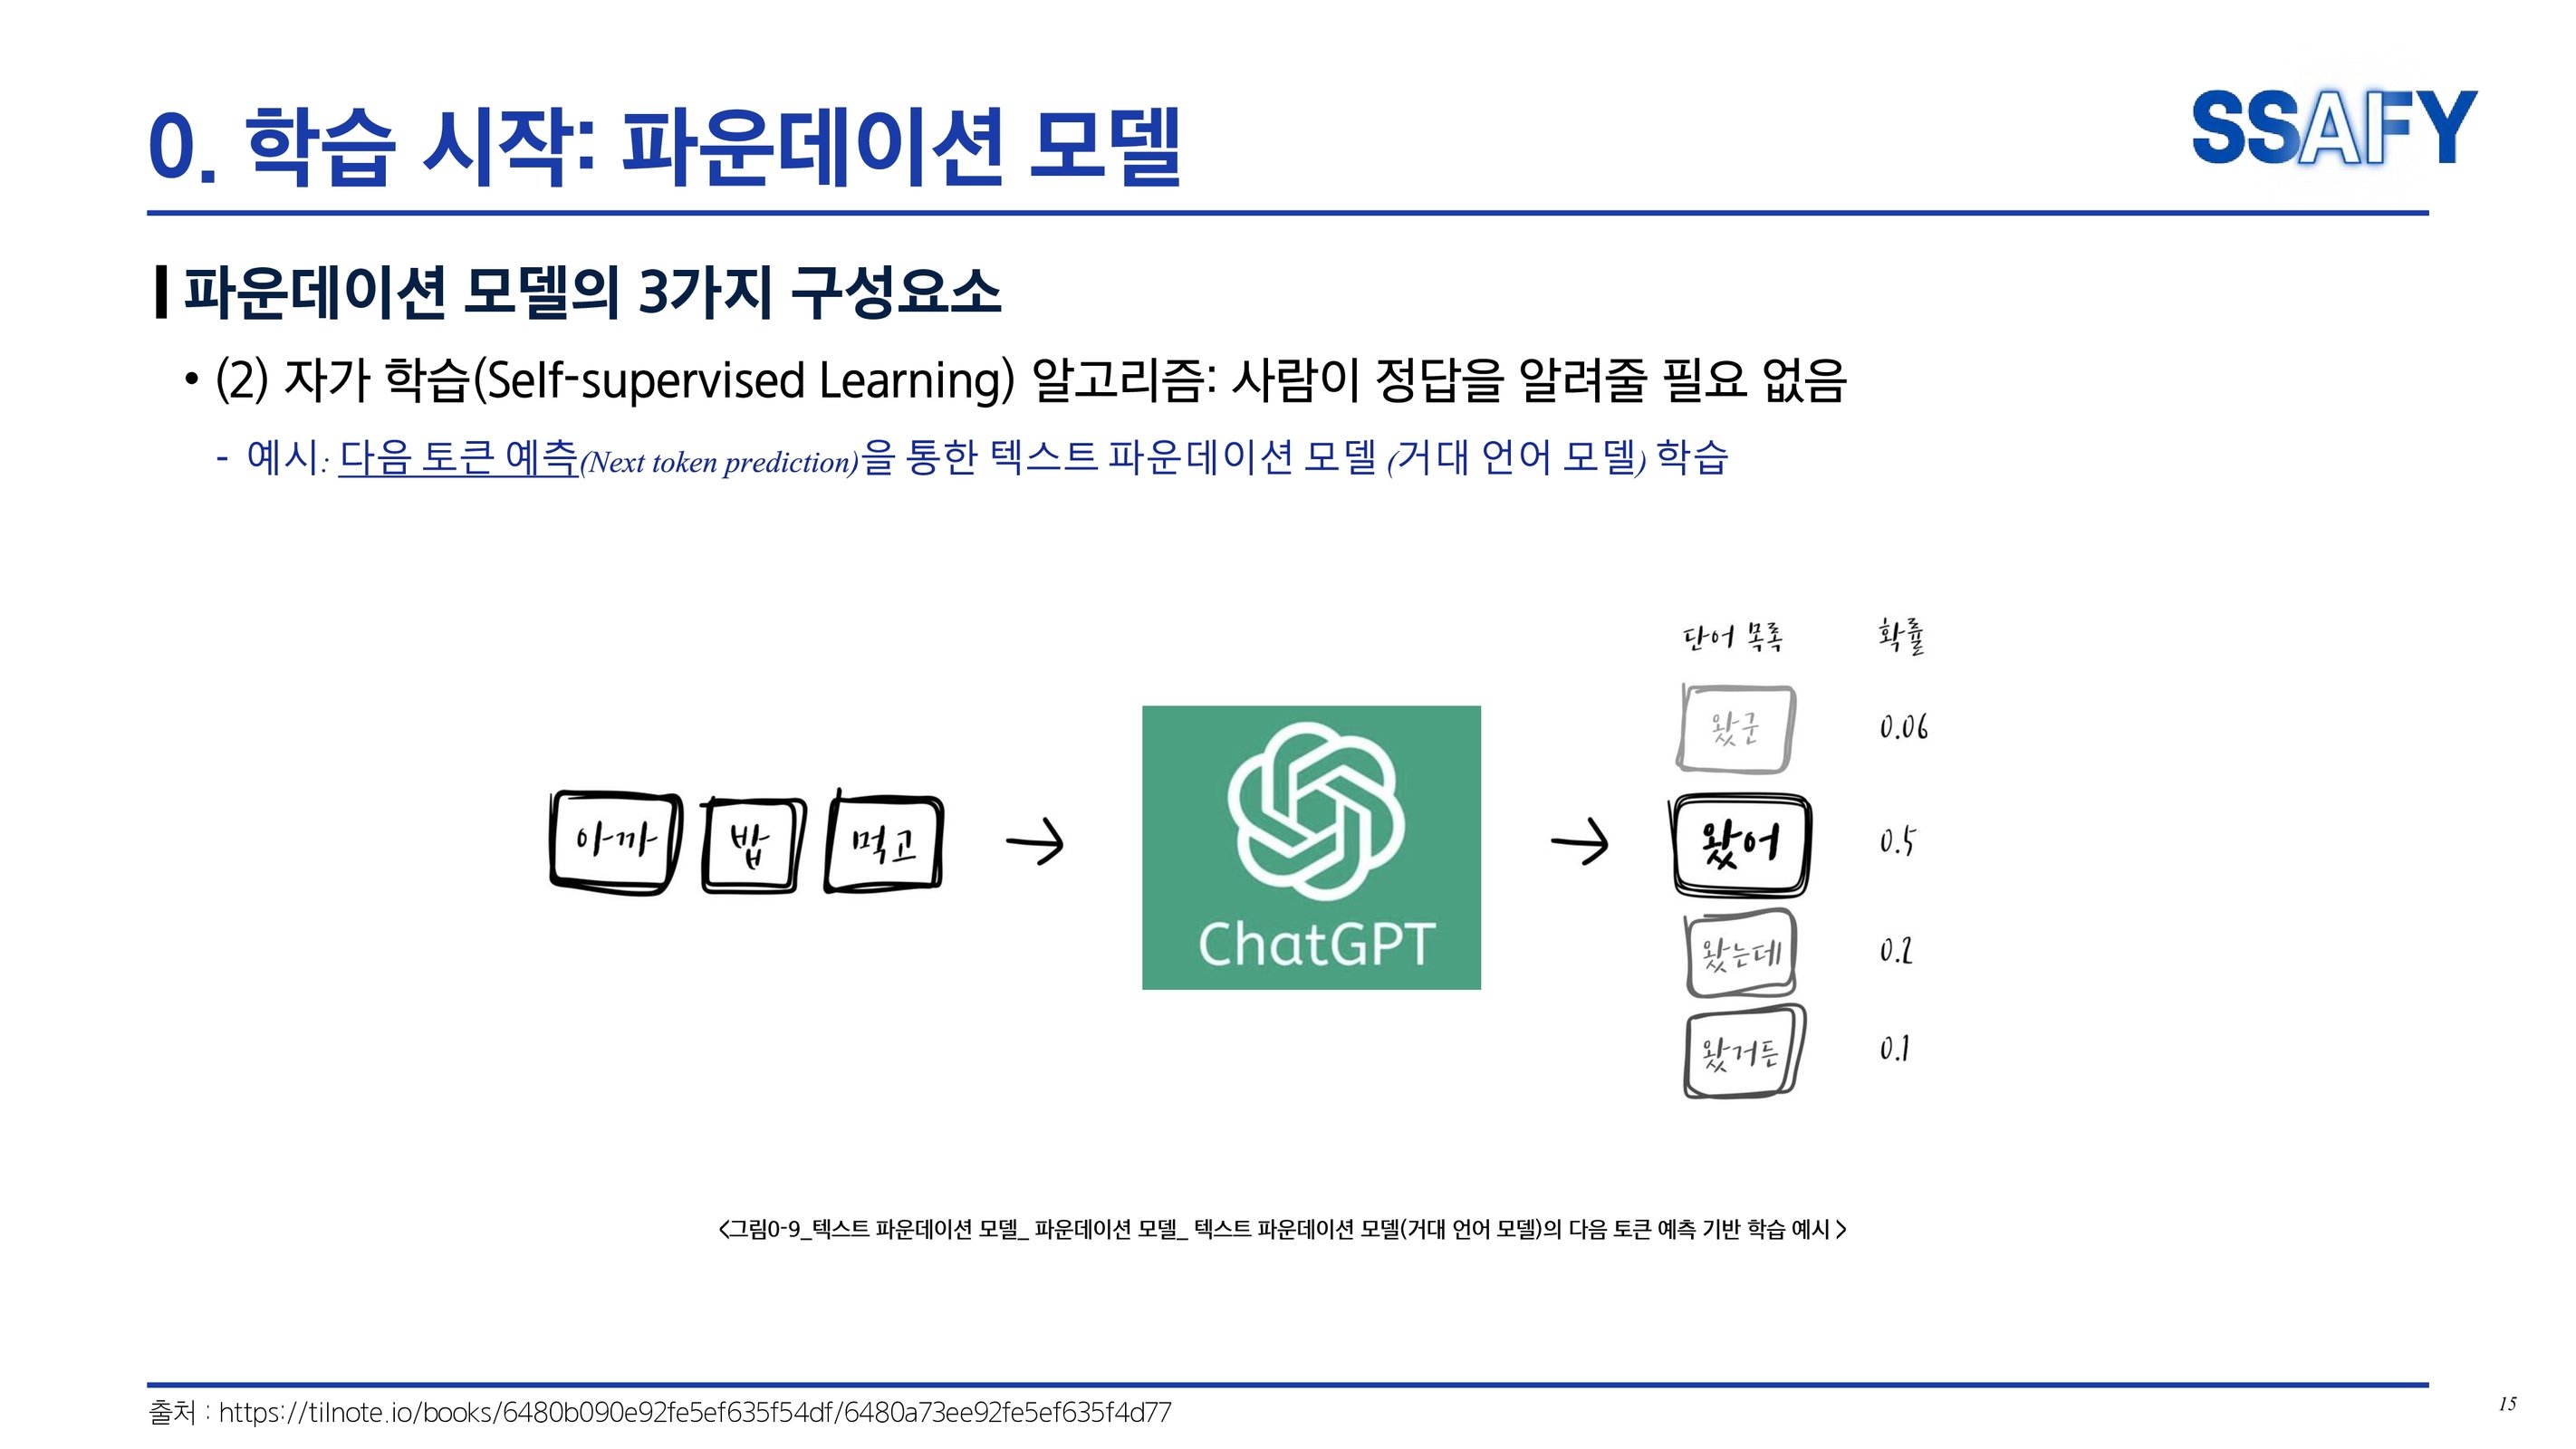 0. 학습 시작: 파운데이션 모델
SSAFY
파운데이션 모델의 3가지 구성요소
• (2) 자가 학습(Self-supervised Learning) 알고리즘: 사람이 정답을 알려줄 필요 없음
- 예시: 다음 토큰 예측(Next token prediction)을 통한 텍스트 파운데이션 모델 (거대 언어 모델) 학습
아까 밥 먹고
ChatGPT
단어 목록 확률
왔군 0.06
왔어 0.5
왔는데 0.2
왔거든 0.1
<그림0-9_텍스트 파운데이션 모델_ 파운데이션 모델_ 텍스트 파운데이션 모델(거대 언어 모델)의 다음 토큰 예측 기반 학습 예시 >
출처 : https://tilnote.io/books/6480b090e92fe5ef635f54df/6480a73ee92fe5ef635f4d77
15